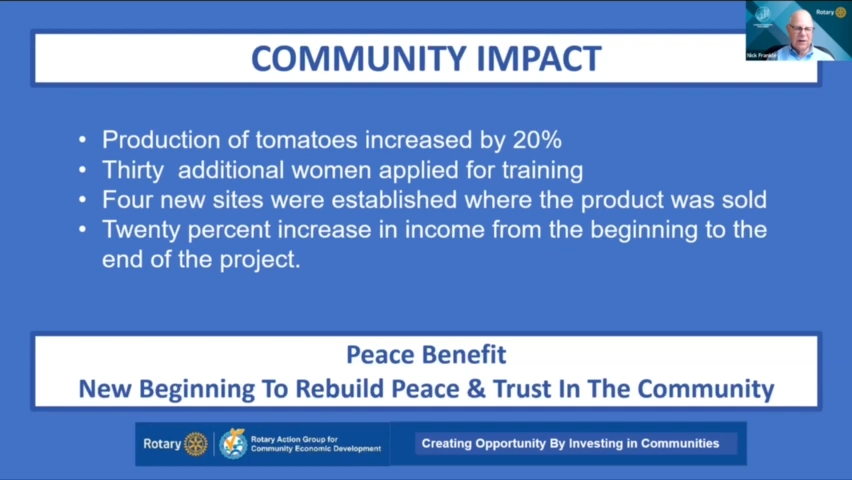 Rotary
Nick Franklin
COMMUNITY IMPACT
• Production of tomatoes increased by 20%
• Thirty additional women applied for training
• Four new sites were established where the product was sold
• Twenty percent increase in income from the beginning to the
end of the project.
Peace Benefit
New Beginning To Rebuild Peace & Trust In The Community
Rotary
Rotary Action Group for
Community Economic Development
Creating Opportunity By Investing in Communities